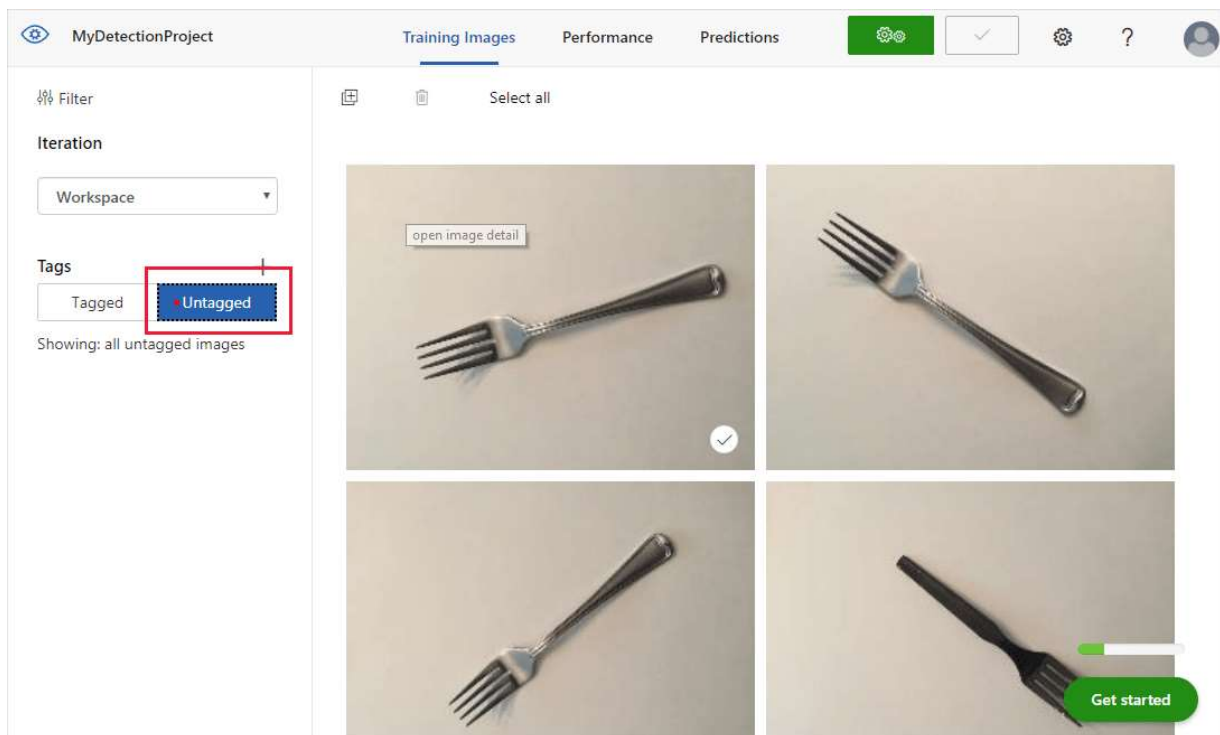 MyDetectionProject Training Images Performance Predictions ?
Filter Select all
Iteration
Workspace
open image detail
Tags +
Tagged Untagged
Showing: all untagged images
Get started